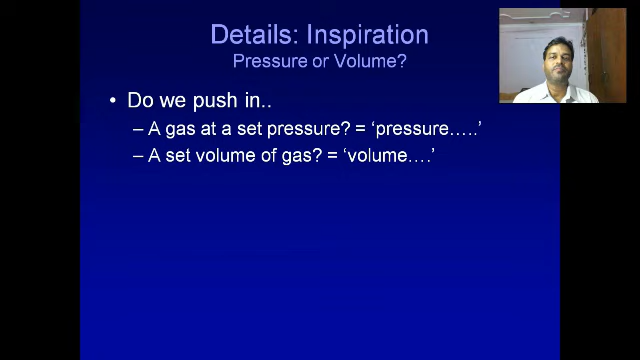 Details: Inspiration
Pressure or Volume?
• Do we push in..
– A gas at a set pressure? = ‘pressure…..’
– A set volume of gas? = ‘volume….’